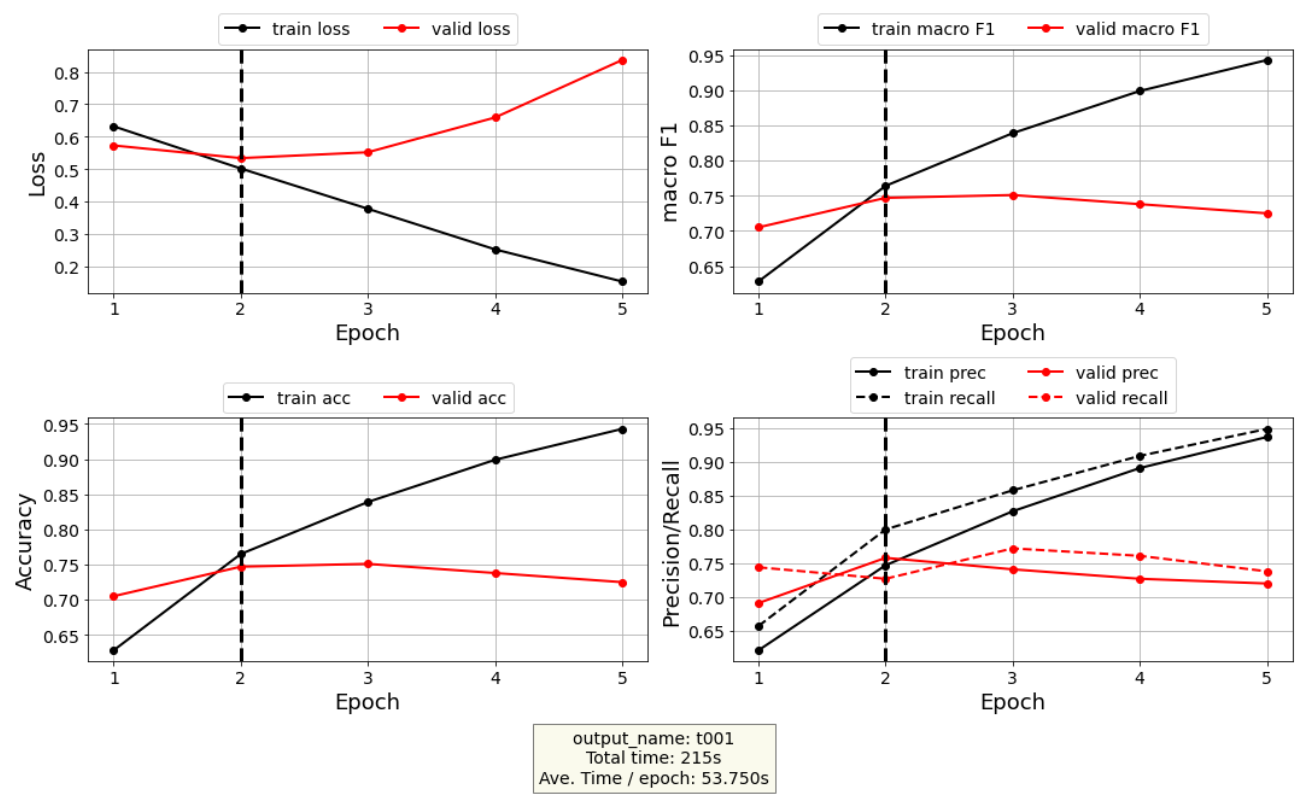 train loss valid loss
0.8
0.7
0.6
0.5
0.4
0.3
0.2
Loss
1 2 3 4 5
Epoch
train macro F1 valid macro F1
0.95
0.90
0.85
0.80
0.75
0.70
0.65
macro F1
1 2 3 4 5
Epoch
train acc valid acc
0.95
0.90
0.85
0.80
0.75
0.70
0.65
Accuracy
1 2 3 4 5
Epoch
train prec valid prec
train recall valid recall
0.95
0.90
0.85
0.80
0.75
0.70
0.65
Precision/Recall
1 2 3 4 5
Epoch
output_name: t001
Total time: 215s
Ave. Time / epoch: 53.750s